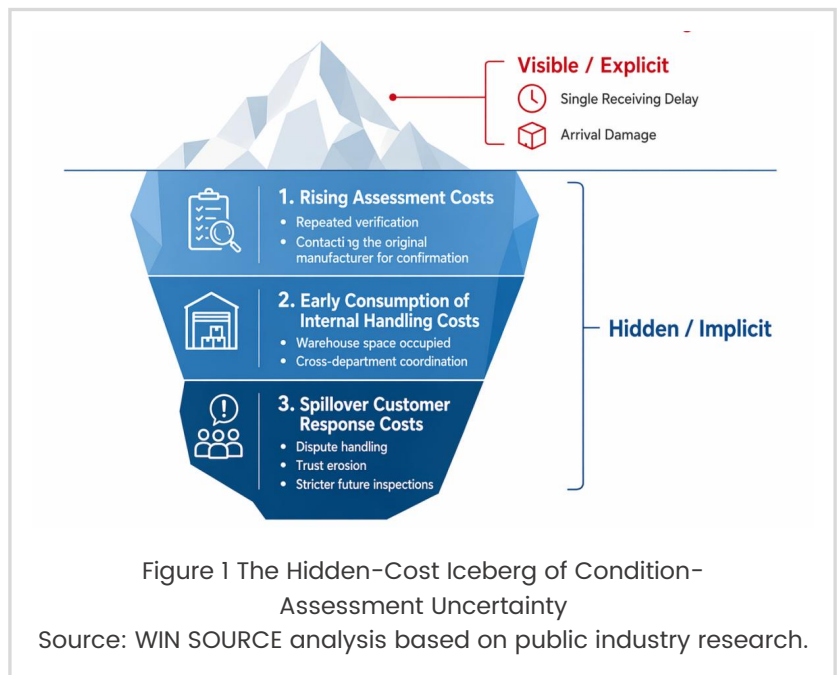 Visible / Explicit
Single Receiving Delay
Arrival Damage
1. Rising Assessment Costs
• Repeated verification
• Contacting the original
manufacturer for confirmation
2. Early Consumption of
Internal Handling Costs
• Warehouse space occupied
• Cross-department coordination
3. Spillover Customer
Response Costs
• Dispute handling
• Trust erosion
• Stricter future inspections
Hidden / Implicit
Figure 1 The Hidden-Cost Iceberg of Condition-
Assessment Uncertainty
Source: WIN SOURCE analysis based on public industry research.